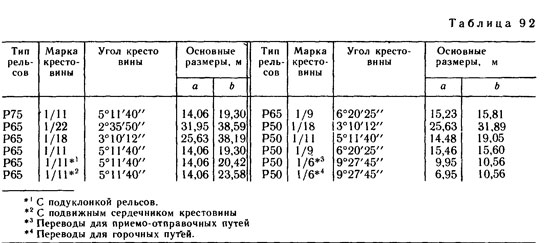 Таблица 92
Тип рель- сов | Марка кресто- вины | Угол кресто вины | Основные размеры, м | Тип рель- сов | Марка кресто- вины | Угол кресто- вины | Основные размеры, м
a | b | a | b
Р75 | 1/11 | 5°11′40″ | 14,06 | 19,30 | Р65 | 1/9 | 6°20′25″ | 15,23 | 15,81
Р65 | 1/22 | 2°35′50″ | 31,95 | 38,59 | Р50 | 1/18 | 3°10′12″ | 25,63 | 31,89
Р65 | 1/18 | 3°10′12″ | 25,63 | 38,19 | Р50 | 1/11 | 5°11′40″ | 14.48 | 19.05
Р65 | 1/11 | 5°11′40″ | 14,06 | 19,30 | Р50 | 1/9 | 6°20′25″ | 15,46 | 15,60
Р65 | 1/11*¹ | 5°11′40″ | 14,06 | 20,42 | Р50 | 1/6*³ | 9°27′45″ | 9,95 | 10,56
Р65 | 1/11*² | 5°11′40″ | 14,06 | 23,58 | Р50 | 1/6*⁴ | 9°27′45″ | 6,95 | 10,56
*¹ С подуклонкой рельсов.
*² С подвижным сердечником крестовины
*³ Переводы для приемо-отправочных путей
*⁴ Переводы для горочных путей.